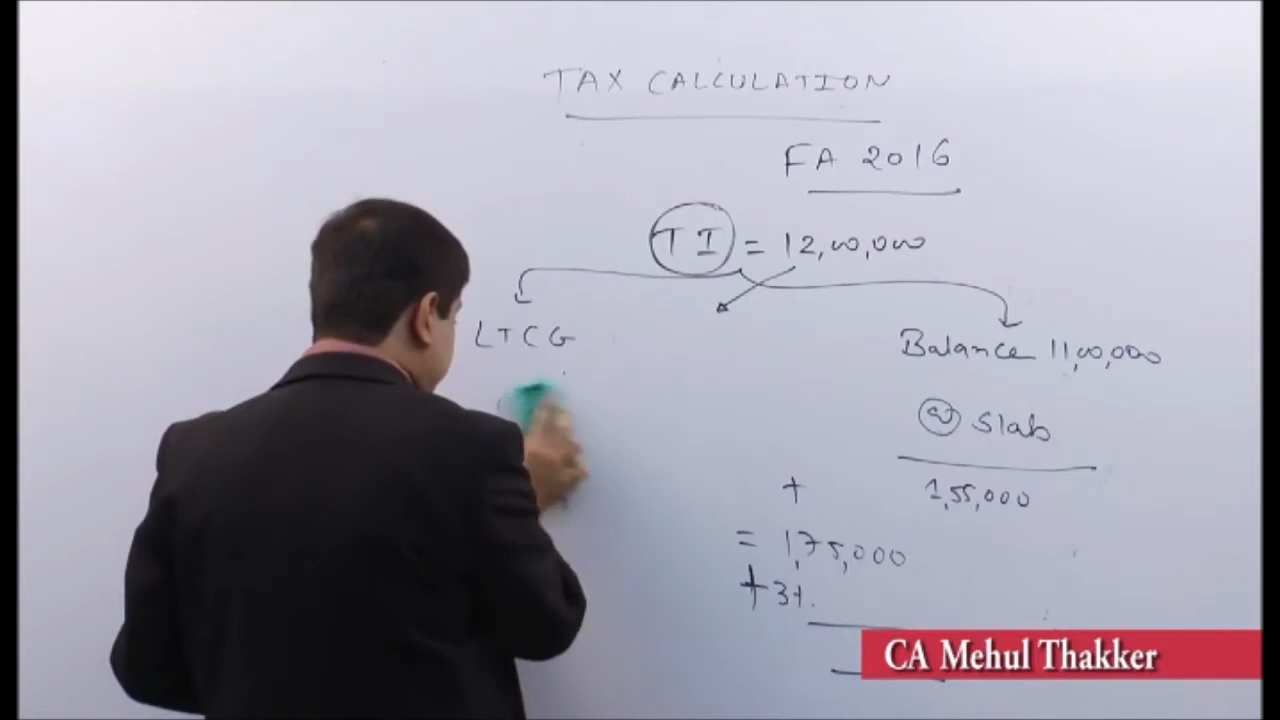 TAX CALCULATION
FA 2016
TI = 12,00,000
LTCG
Balance 11,00,000
@ Slab
+ 1,55,000
= 1,75,000
+ 3%
CA Mehul Thakker